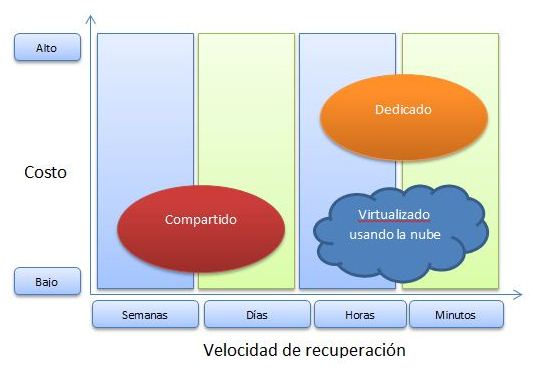 Alto
Dedicado
Costo
Compartido
Virtualizado
usando la nube
Bajo
Semanas
Días
Horas
Minutos
Velocidad de recuperación